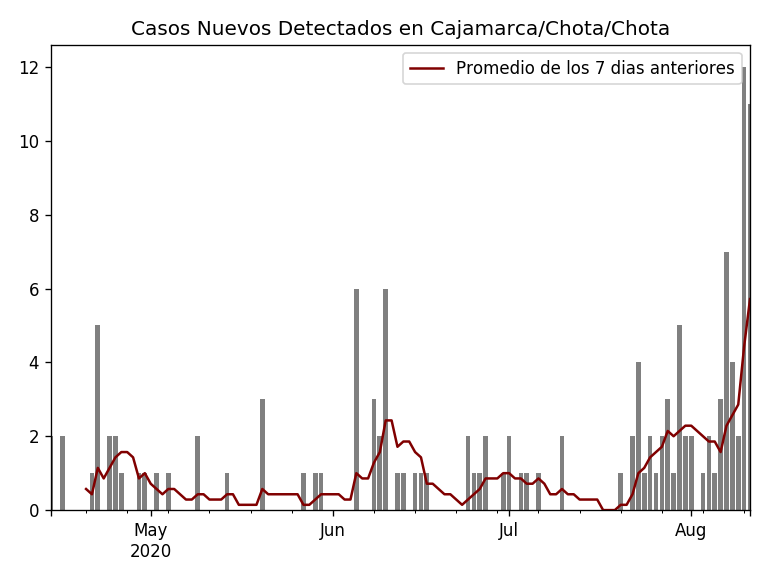 Casos Nuevos Detectados en Cajamarca/Chota/Chota
Promedio de los 7 dias anteriores
12
10
8
6
4
2
0
May
2020
Jun
Jul
Aug